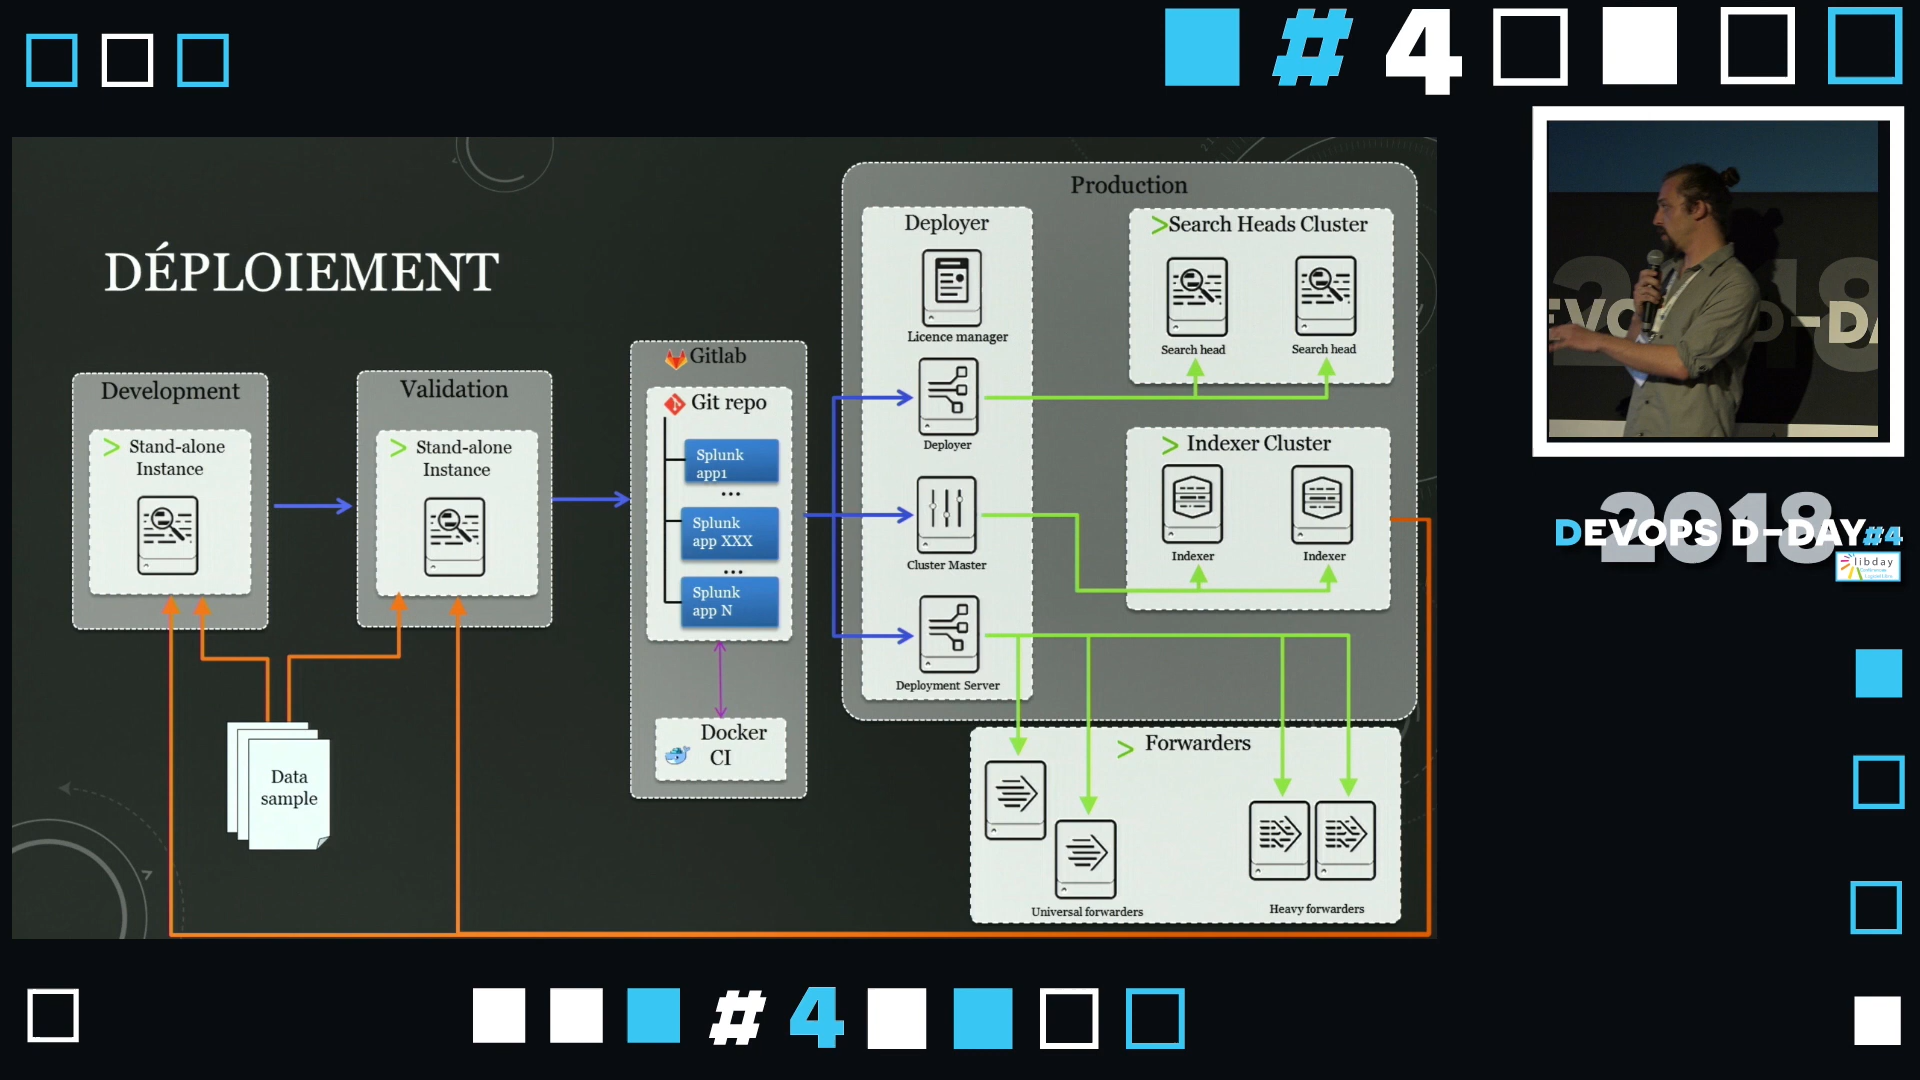 #4
DÉPLOIEMENT
Development
Stand-alone
Instance
Validation
Stand-alone
Instance
Data
sample
Gitlab
Git repo
Splunk
app1
...
Splunk
app XXX
...
Splunk
app N
Docker
CI
Production
Deployer
Licence manager
Deployer
Cluster Master
Deployment Server
Search Heads Cluster
Search head
Search head
Indexer Cluster
Indexer
Indexer
Forwarders
Universal forwarders
Heavy forwarders
2018
DEVOPS D-DAY#4
libday
#4